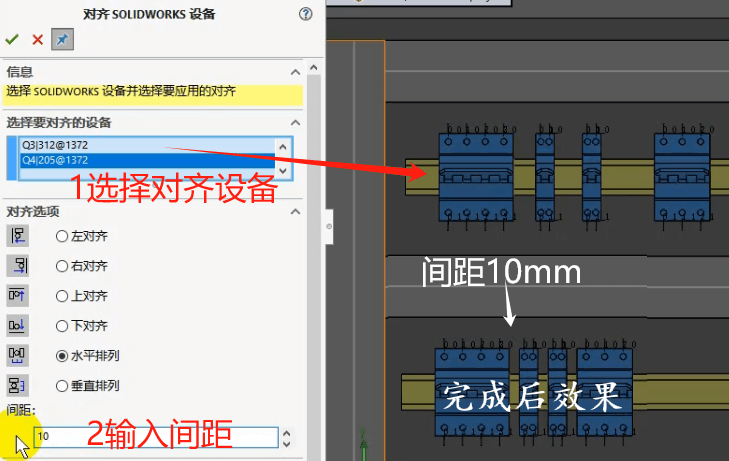 对齐 SOLIDWORKS 设备
信息
选择 SOLIDWORKS 设备并选择要应用的对齐
选择要对齐的设备
Q3|312@1372
Q4|205@1372
1选择对齐设备
对齐选项
左对齐
右对齐
上对齐
下对齐
水平排列
垂直排列
间距:
10
2输入间距
间距10mm
完成后效果